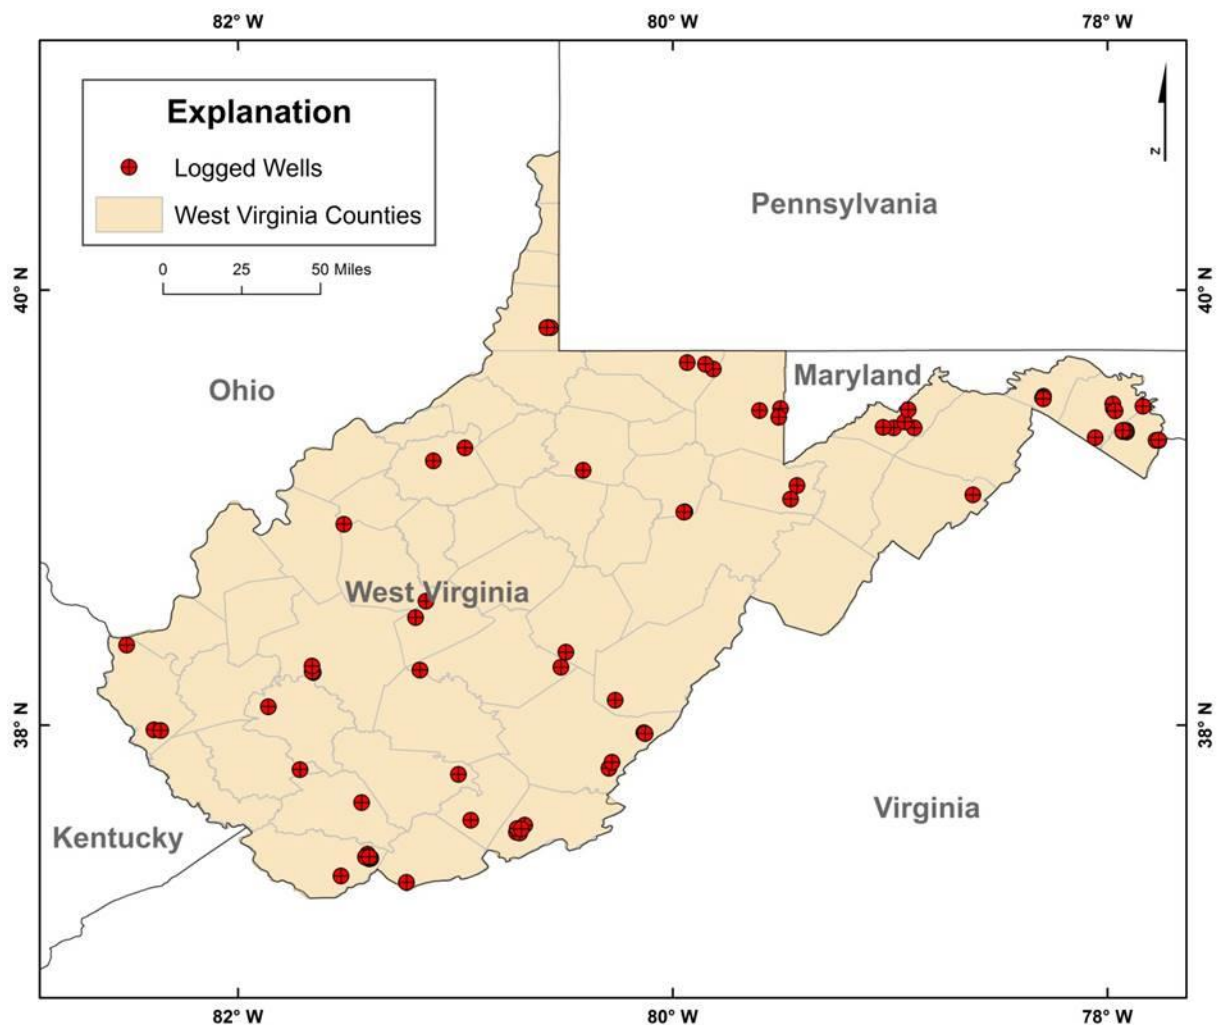 82° W 80° W 78° W
Explanation
Logged Wells
West Virginia Counties
0 25 50 Miles
N
Pennsylvania
40° N 40° N
Maryland
Ohio
West Virginia
38° N 38° N
Virginia
Kentucky
82° W 80° W 78° W